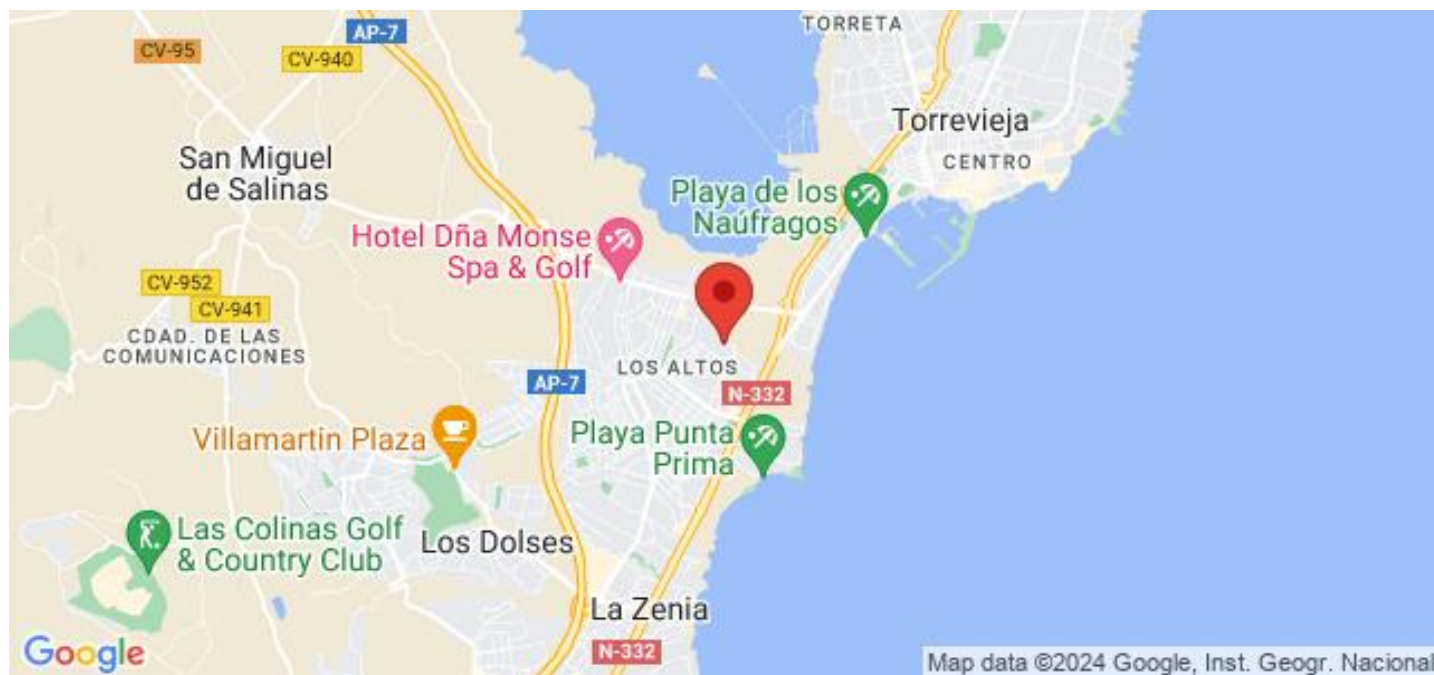 TORRETA
AP-7
CV-95
CV-940
Torrevieja
CENTRO
San Miguel
de Salinas
Playa de los
Naúfragos
Hotel Dña Monse
Spa & Golf
CV-952
CV-941
CDAD. DE LAS
COMUNICACIONES
LOS ALTOS
AP-7
N-332
Villamartin Plaza
Playa Punta
Prima
Las Colinas Golf
& Country Club
Los Dolses
La Zenia
N-332
Google
Map data ©2024 Google, Inst. Geogr. Nacional